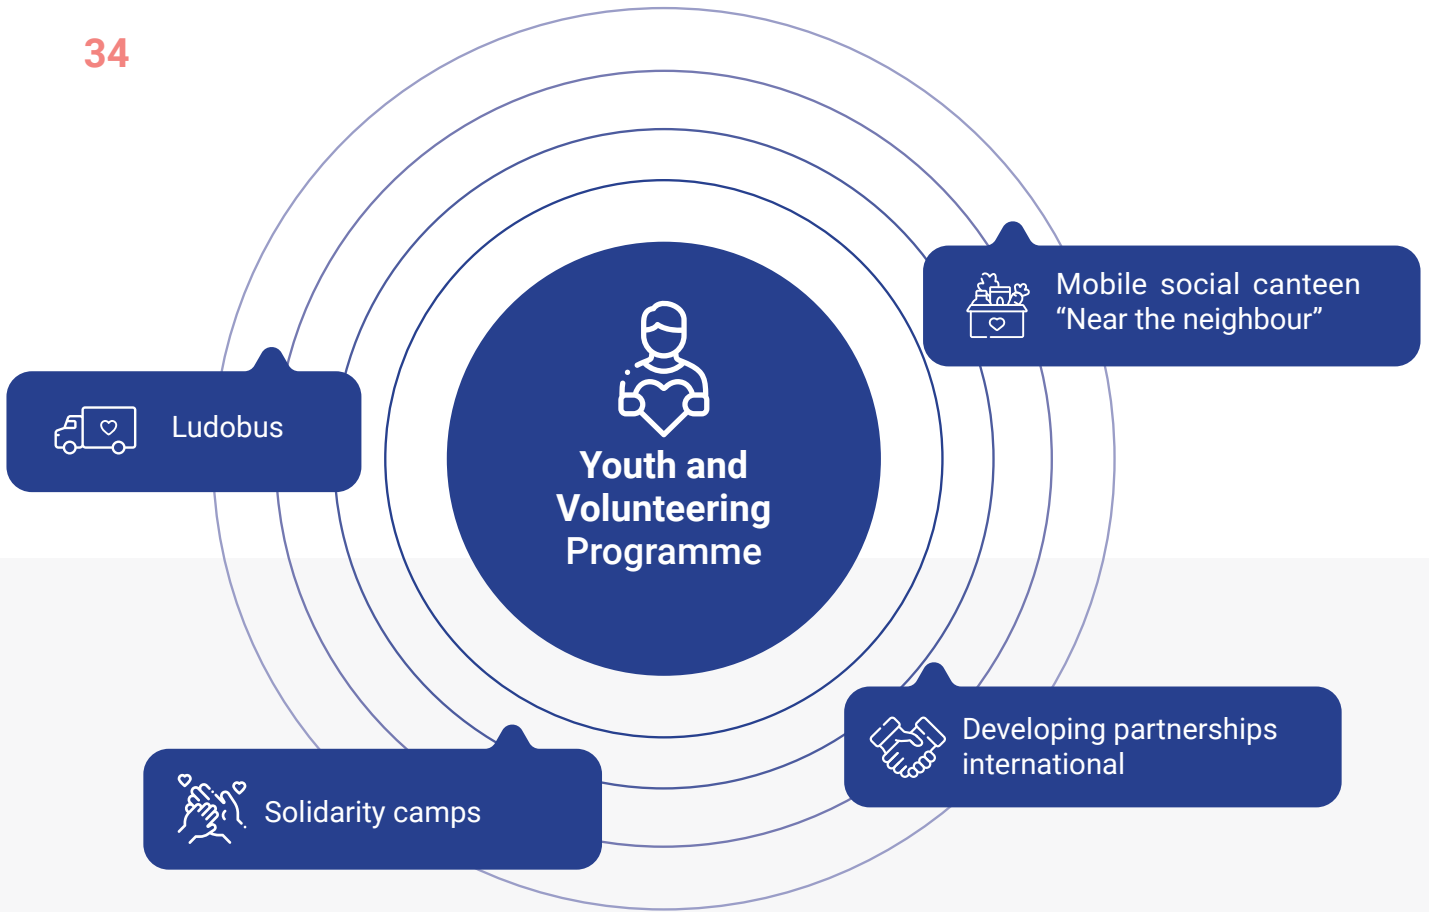 34
Mobile social canteen
“Near the neighbour”
Ludobus
Youth and
Volunteering
Programme
Developing partnerships
international
Solidarity camps